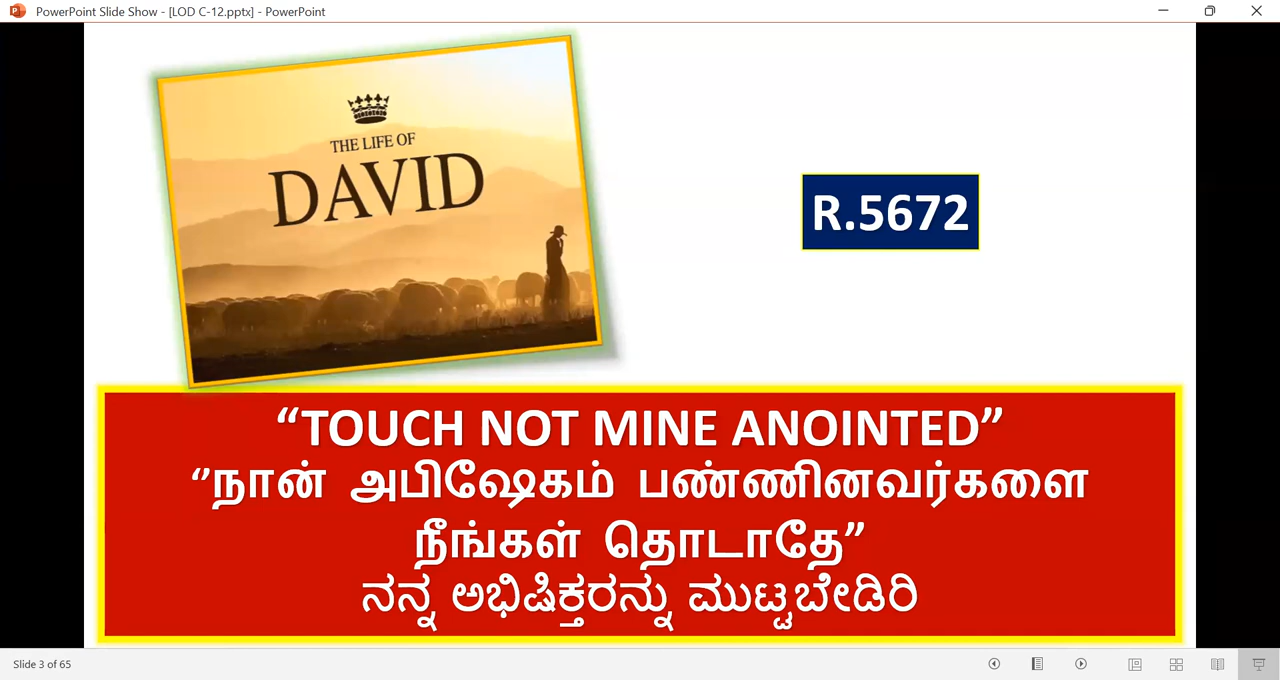 PowerPoint Slide Show - [LOD C-12.pptx] - PowerPoint
THE LIFE OF
DAVID
R.5672
“TOUCH NOT MINE ANOINTED”
“நான் அபிஷேகம் பண்ணினவர்களை
நீங்கள் தொடாதே”
ನನ್ನ ಅಭಿಷಿಕ್ತರನ್ನು ಮುಟ್ಟಬೇಡಿರಿ
Slide 3 of 65